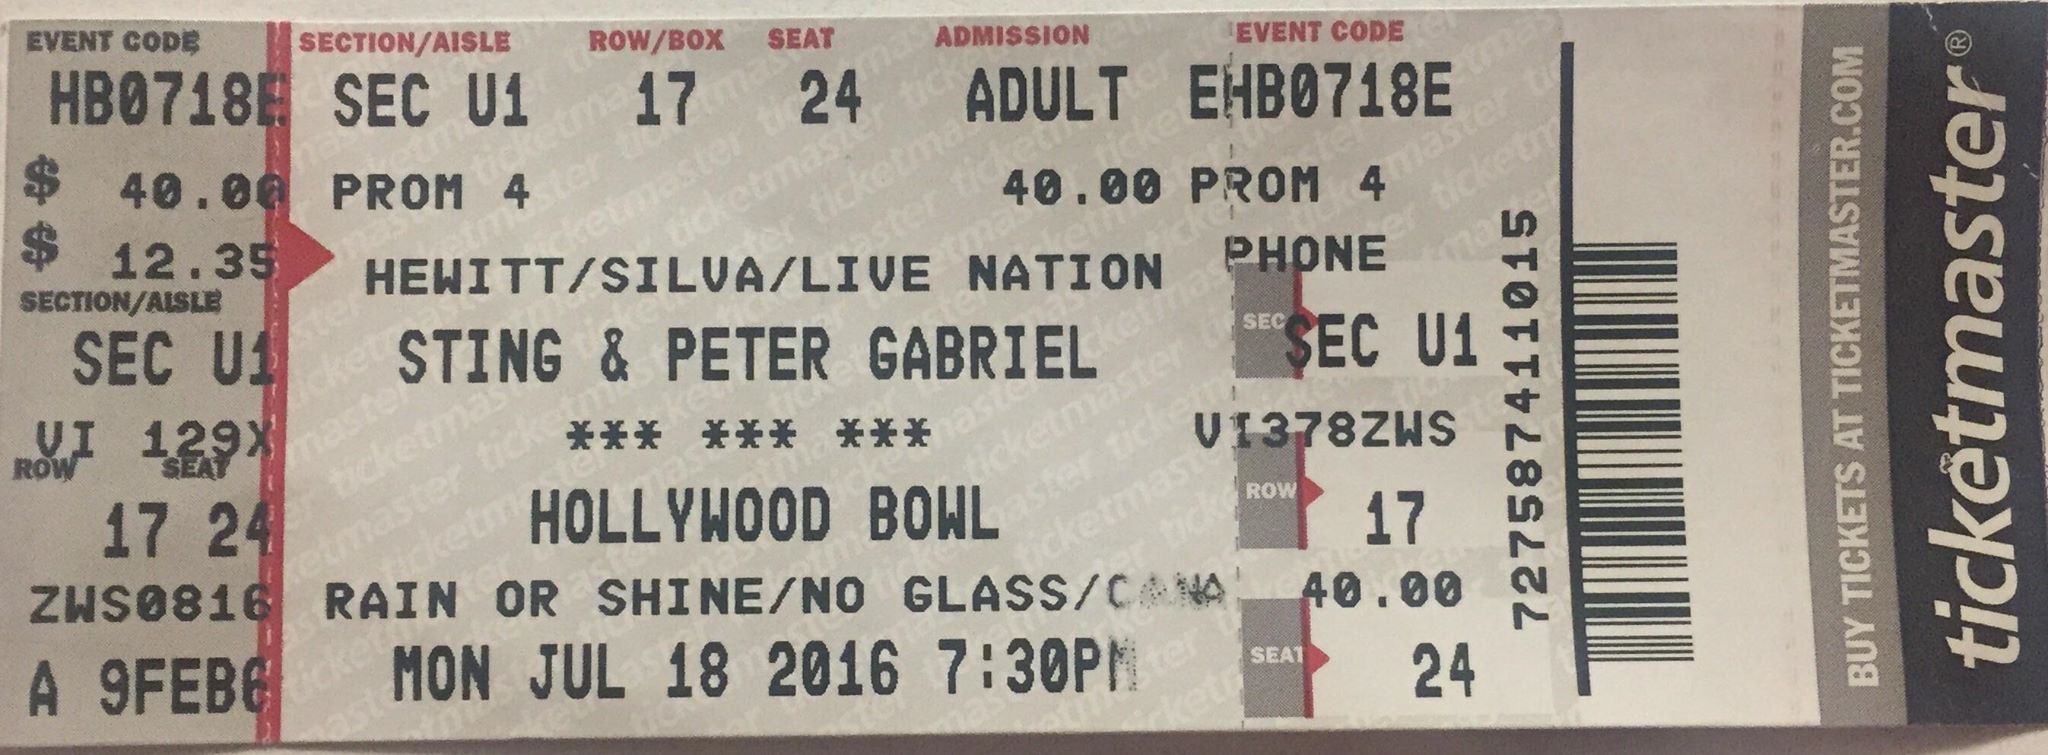 EVENT CODE
HB0718E
$ 40.00
$ 12.35
SECTION/AISLE
SEC U1
VI 129X
ROW SEAT
17 24
ZWS0816
A 9FEB6
SECTION/AISLE ROW/BOX SEAT ADMISSION
SEC U1 17 24 ADULT
PROM 4 40.00
HEWITT/SILVA/LIVE NATION
STING & PETER GABRIEL
*** *** ***
HOLLYWOOD BOWL
RAIN OR SHINE/NO GLASS/CANA
MON JUL 18 2016 7:30PM
EVENT CODE
EHB0718E
PROM 4
PHONE
SEC SEC U1
VI378ZWS
ROW 17
40.00
SEAT 24
727587411015
BUY TICKETS AT TICKETMASTER.COM
ticketmaster®